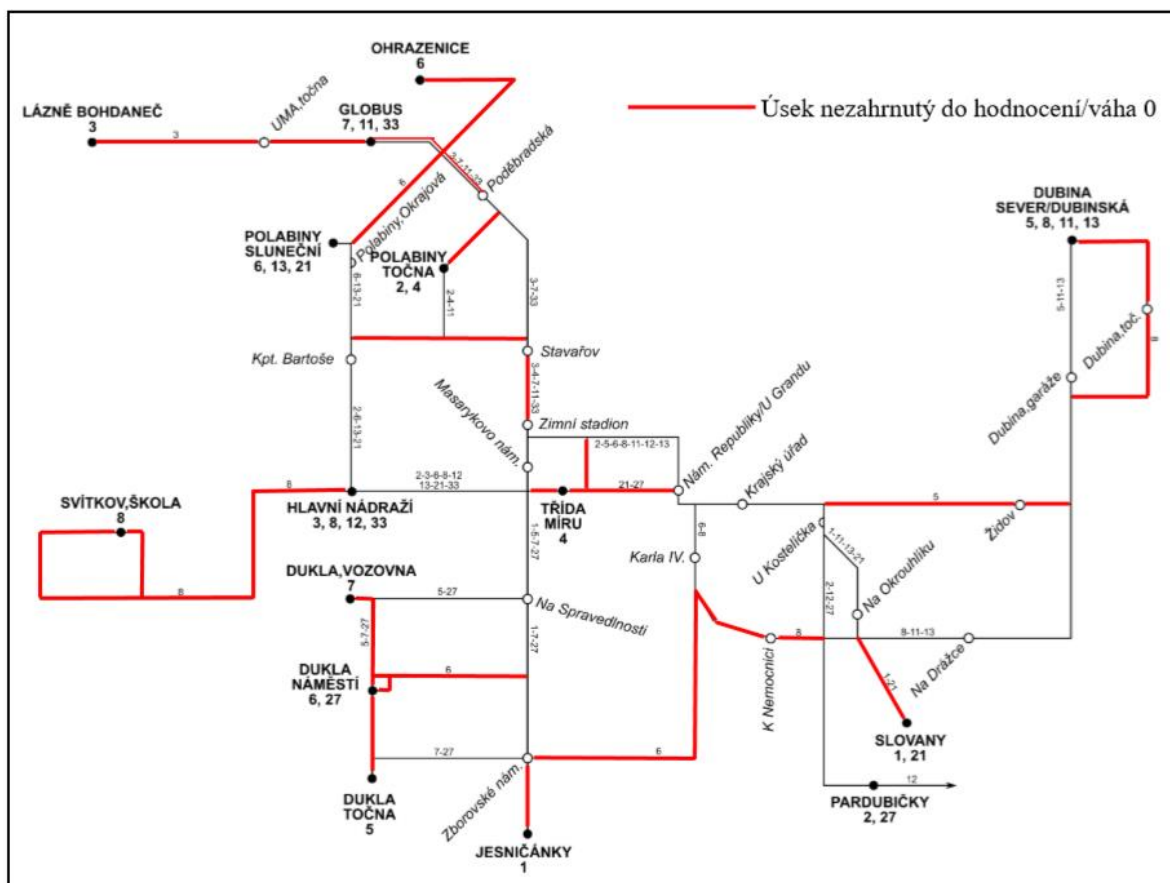 OHRAZENICE
6
LÁZNĚ BOHDANEČ
3
3
UMA,točna
GLOBUS
7, 11, 33
Úsek nezahrnutý do hodnocení/váha 0
3-7-11-33
Poděbradská
6
Polabiny,Okrajová
POLABINY
SLUNEČNÍ
6, 13, 21
POLABINY
TOČNA
2, 4
DUBINA
SEVER/DUBINSKÁ
5, 8, 11, 13
6-13-21
2-4-11
3-7-33
5-11-13
Dubina,toč.
8
Kpt. Bartoše
Stavařov
3-4-7-11-33
Dubina,garáže
Masarykovo nám.
Zimní stadion
2-5-6-8-11-12-13
Nám. Republiky/U Grandu
2-6-13-21
Krajský úřad
8
2-3-6-8-12
13-21-33
21-27
HLAVNÍ NÁDRAŽÍ
3, 8, 12, 33
TŘÍDA
MÍRU
4
5
Židov
SVÍTKOV,ŠKOLA
8
8
1-5-7-27
6-8
Karla IV.
U Kostelíčka
1-11-13-21
Na Okrouhlíku
DUKLA,VOZOVNA
7
5-27
Na Spravedlnosti
2-12-27
5-7-27
1-7-27
8
8-11-13
Na Drážce
K Nemocnici
DUKLA
NÁMĚSTÍ
6, 27
6
1-21
SLOVANY
1, 21
7-27
Zborovské nám.
6
DUKLA
TOČNA
5
12
PARDUBIČKY
2, 27
JESNIČÁNKY
1